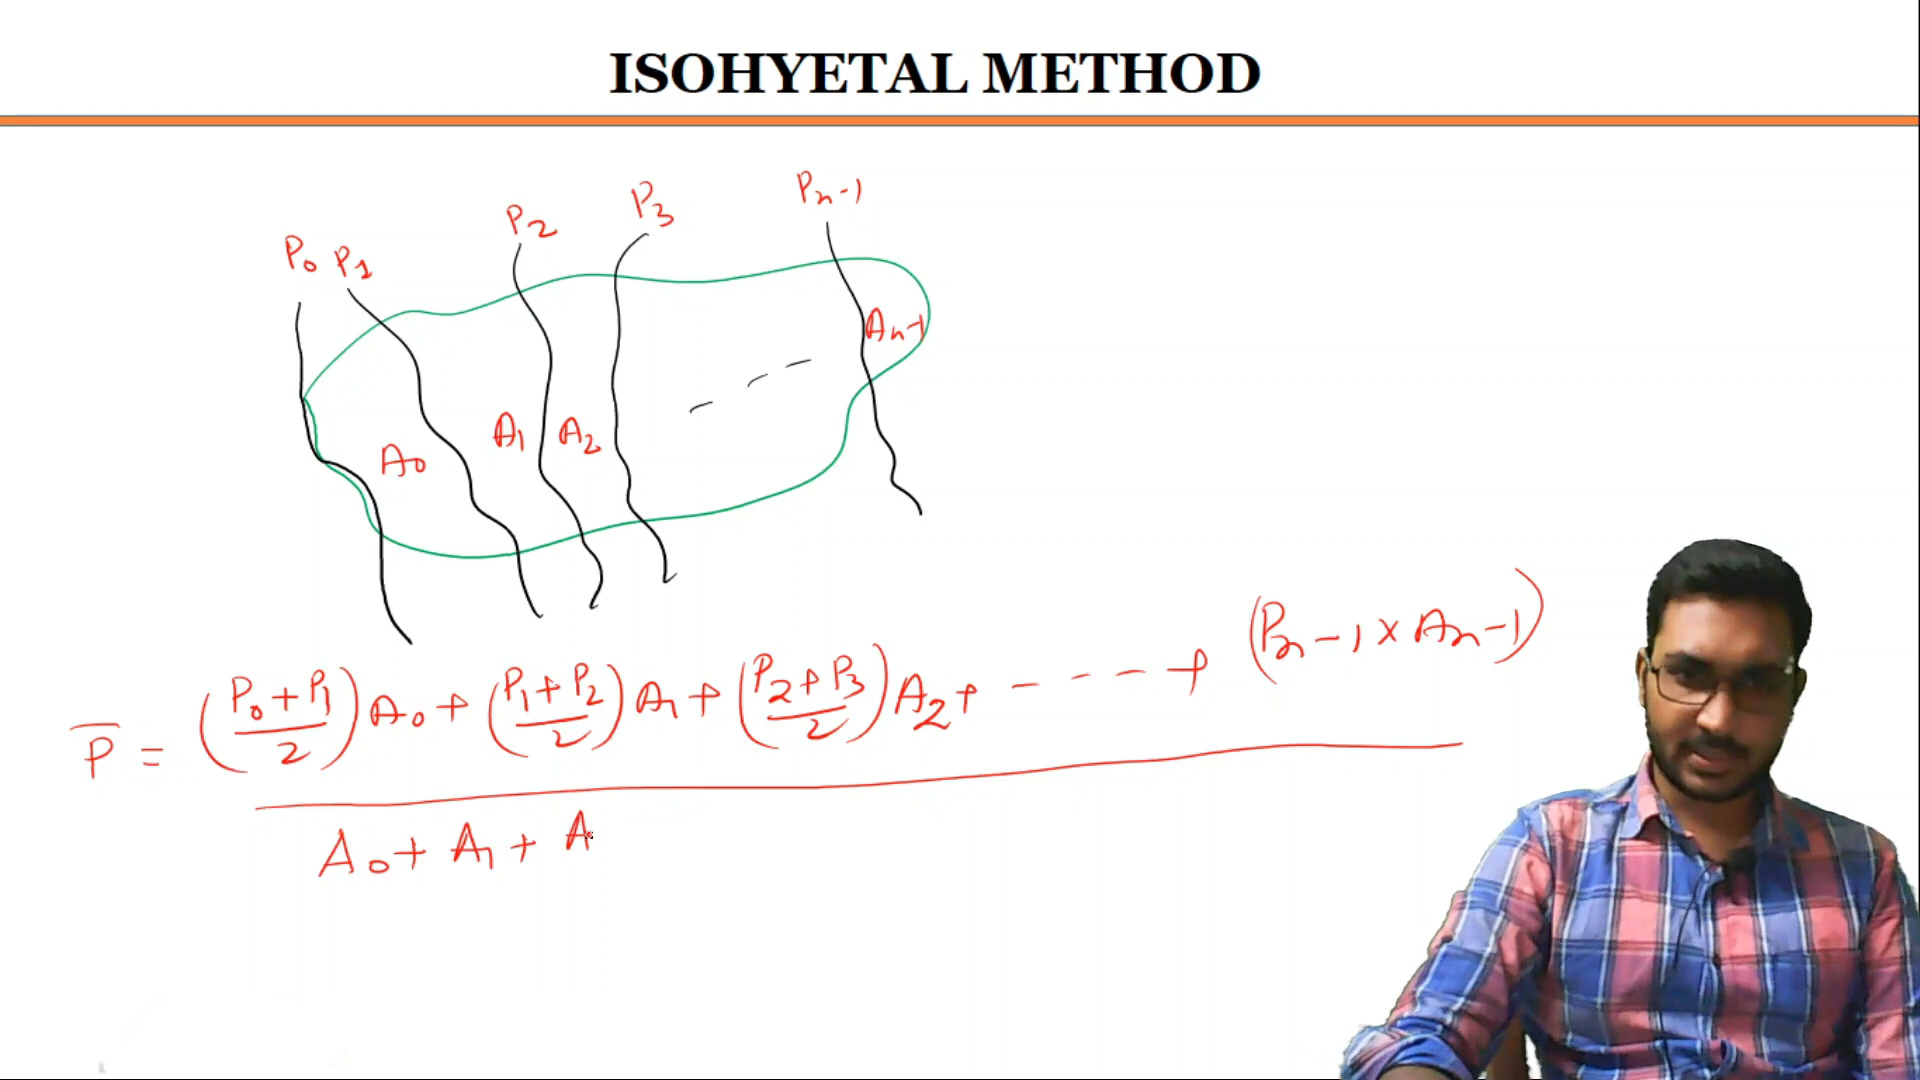 ISOHYETAL METHOD
P₀ P₁ P₂ P₃ Pₙ-1
A₀ A₁ A₂ Aₙ-1
P̅ = ((P₀+P₁)/2)A₀ + ((P₁+P₂)/2)A₁ + ((P₂+P₃)/2)A₂ + - - - - + (Pₙ-1 × Aₙ-1)
A₀ + A₁ + A